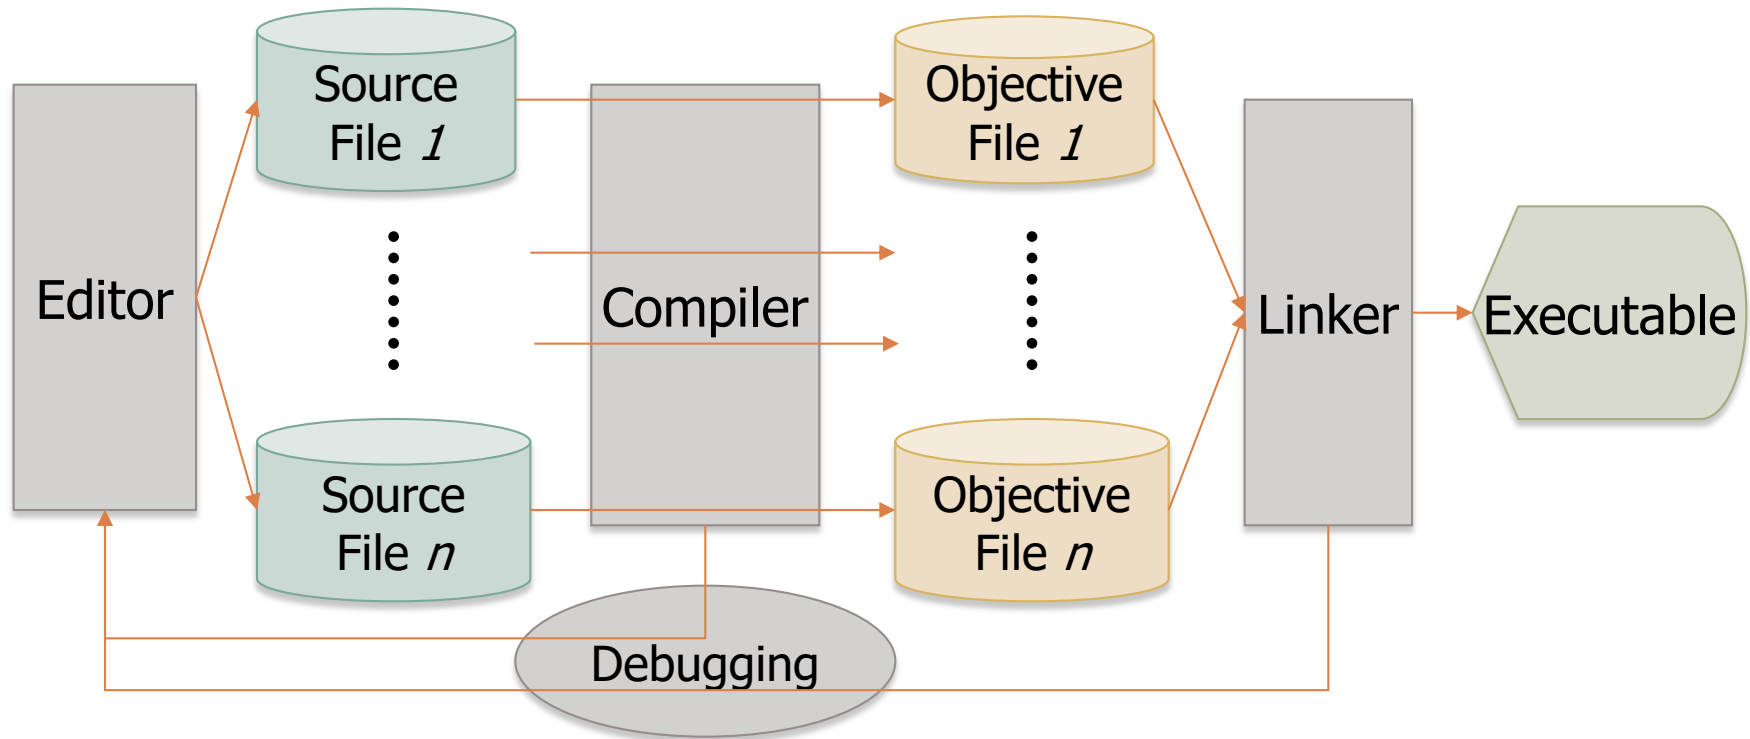 Editor
Source
File 1
Source
File n
Compiler
Objective
File 1
Objective
File n
Linker
Executable
Debugging